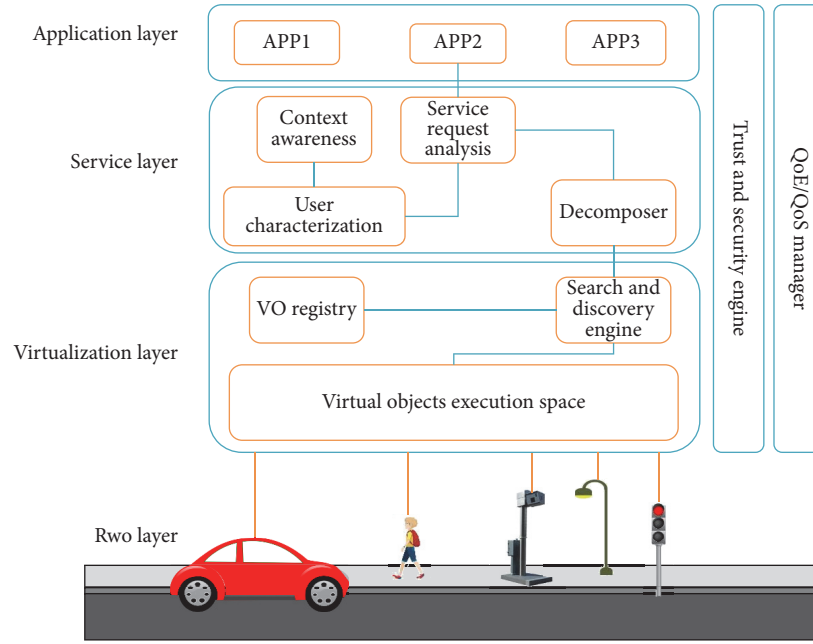 Application layer
APP1
APP2
APP3
Service layer
Context
awareness
Service
request
analysis
User
characterization
Decomposer
Virtualization layer
VO registry
Search and
discovery
engine
Virtual objects execution space
Rwo layer
Trust and security engine
QoE/QoS manager